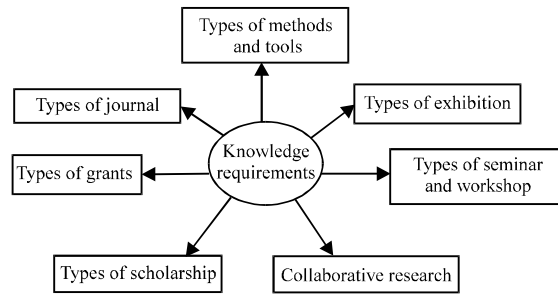 Types of methods
and tools
Types of journal
Types of exhibition
Knowledge
requirements
Types of grants
Types of seminar
and workshop
Types of scholarship
Collaborative research